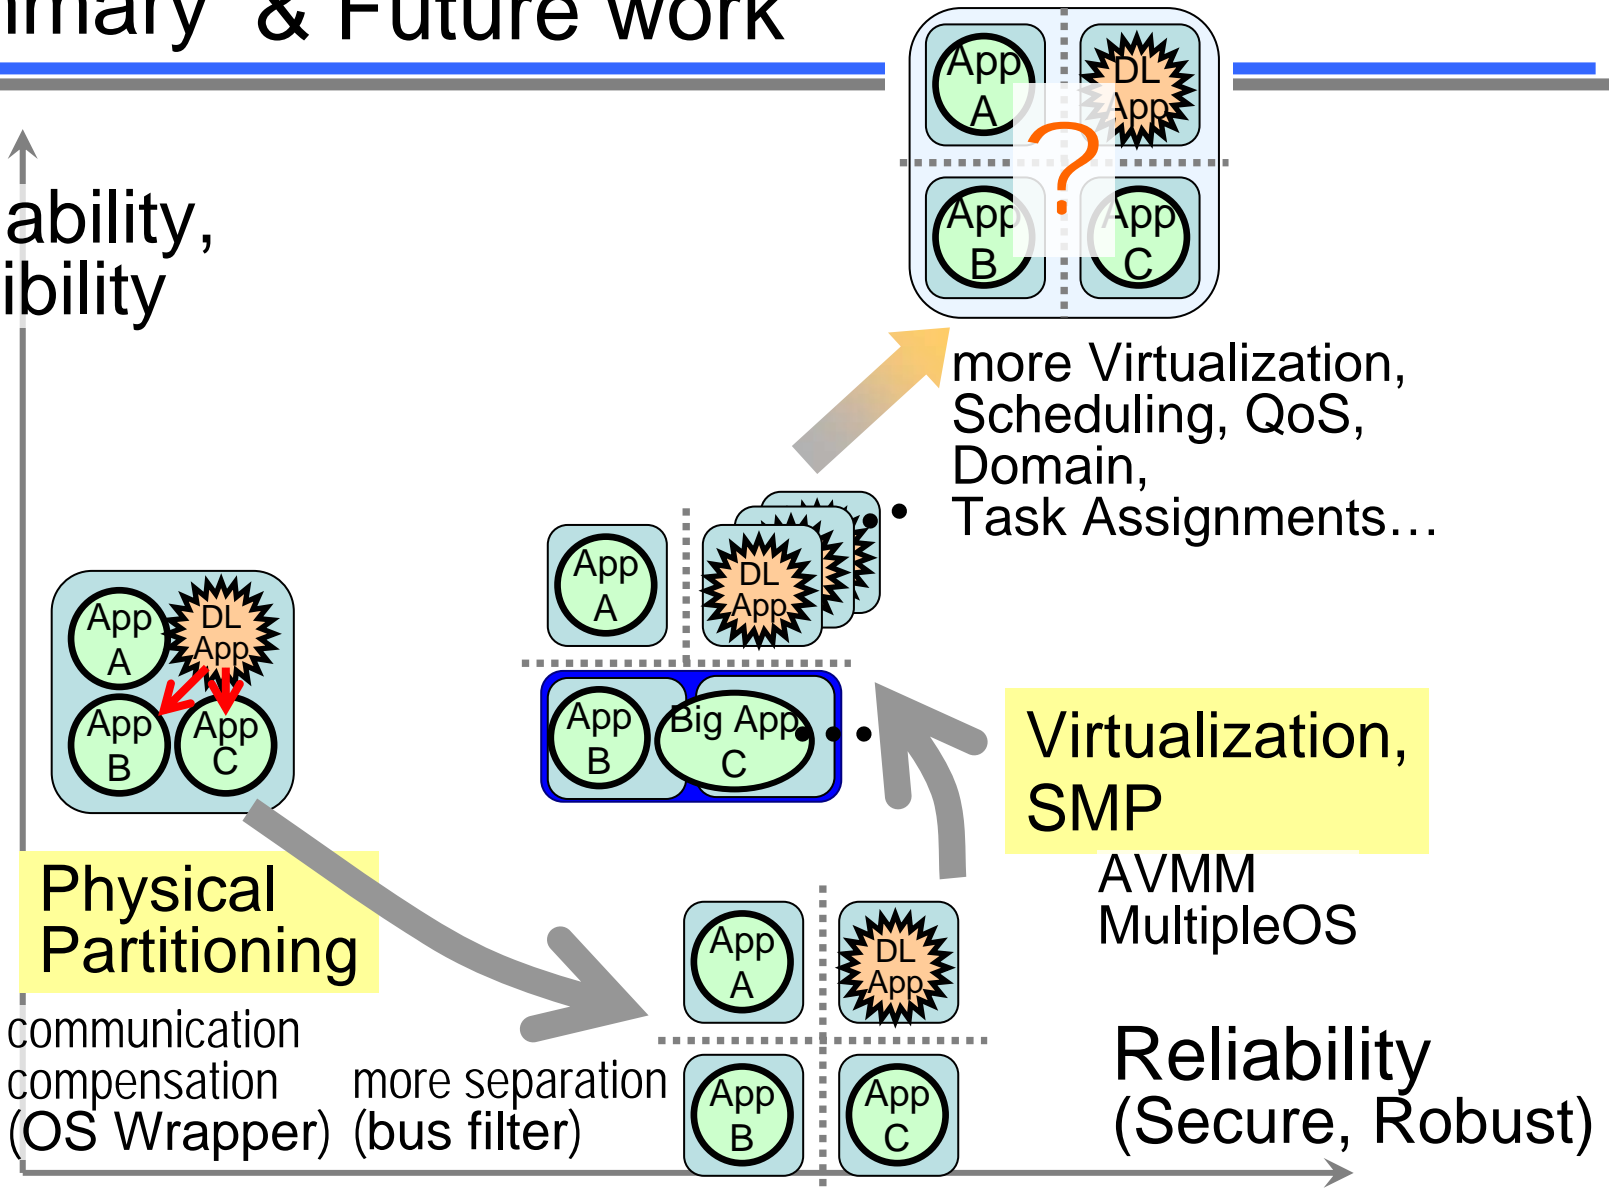 mmary & Future work
App
A
DL
App
?
App
B
App
C
ability,
ibility
more Virtualization,
Scheduling, QoS,
Domain,
Task Assignments…
App
A
DL
App
App
B
Big App
C
App
A
DL
App
App
B
App
C
Virtualization,
SMP
AVMM
MultipleOS
Physical
Partitioning
communication
compensation
(OS Wrapper)
more separation
(bus filter)
App
A
DL
App
App
B
App
C
Reliability
(Secure, Robust)